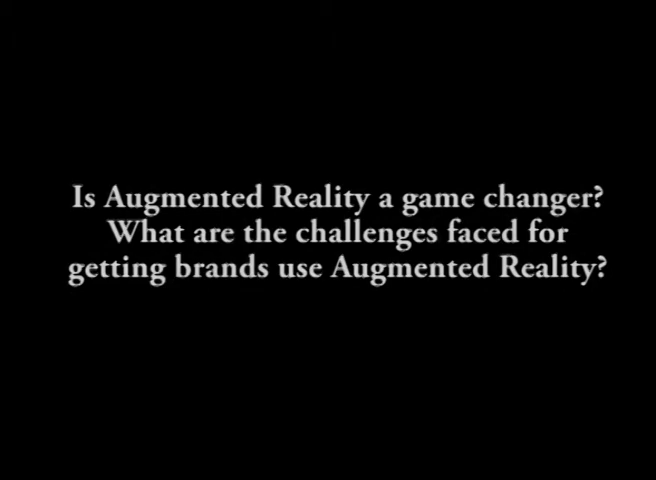 Is Augmented Reality a game changer?
What are the challenges faced for
getting brands use Augmented Reality?